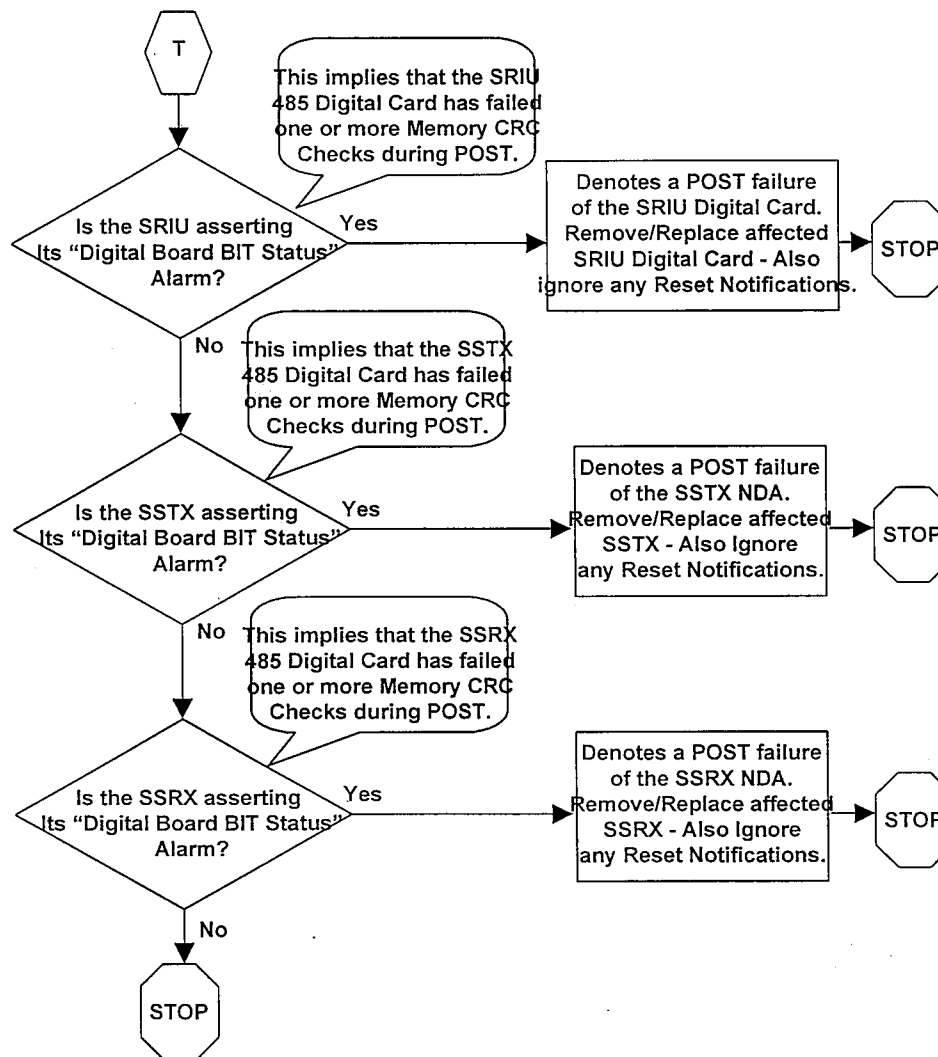 T
This implies that the SRIU
485 Digital Card has failed
one or more Memory CRC
Checks during POST.
Is the SRIU asserting
Its “Digital Board BIT Status”
Alarm?
Yes
Denotes a POST failure
of the SRIU Digital Card.
Remove/Replace affected
SRIU Digital Card - Also
ignore any Reset Notifications.
STOP
No
This implies that the SSTX
485 Digital Card has failed
one or more Memory CRC
Checks during POST.
Is the SSTX asserting
Its “Digital Board BIT Status”
Alarm?
Yes
Denotes a POST failure
of the SSTX NDA.
Remove/Replace affected
SSTX - Also Ignore
any Reset Notifications.
STOP
No
This implies that the SSRX
485 Digital Card has failed
one or more Memory CRC
Checks during POST.
Is the SSRX asserting
Its “Digital Board BIT Status”
Alarm?
Yes
Denotes a POST failure
of the SSRX NDA.
Remove/Replace affected
SSRX - Also Ignore
any Reset Notifications.
STOP
No
STOP